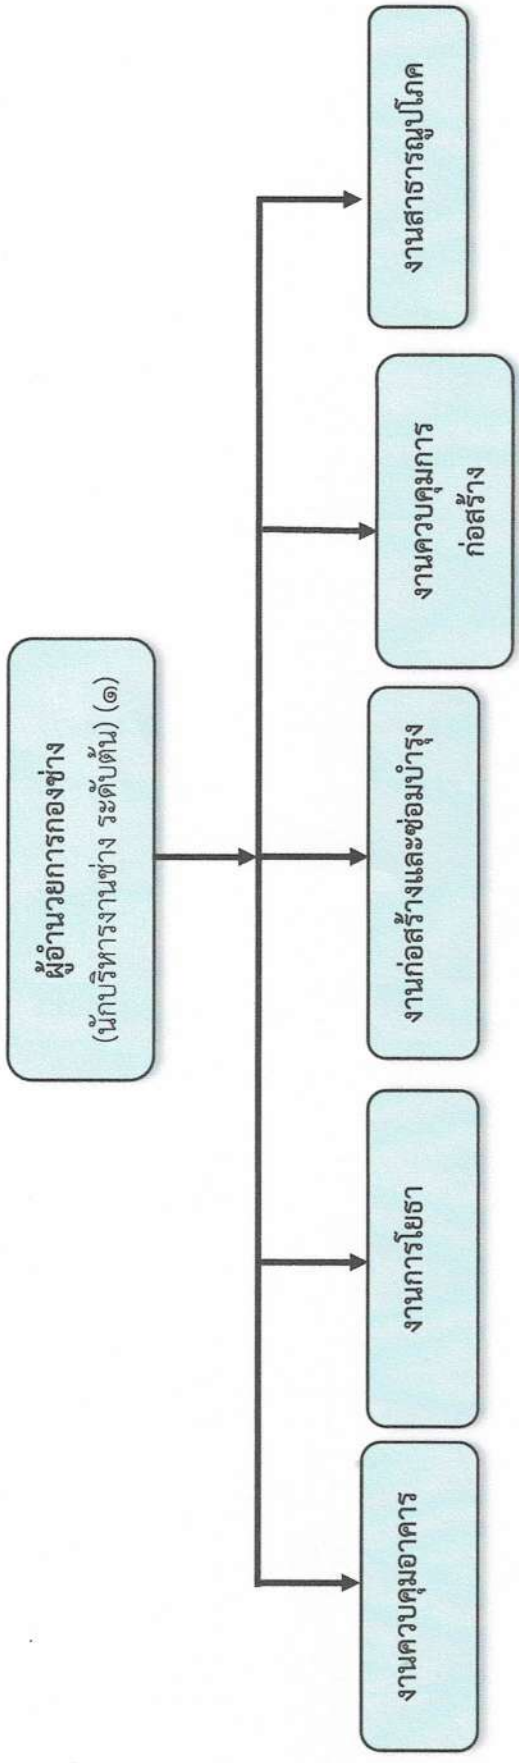 ผู้อำนวยการกองช่าง
(นักบริหารงานช่าง ระดับต้น) (๑)
งานควบคุมอาคาร
งานการโยธา
งานก่อสร้างและซ่อมบำรุง
งานควบคุมการ
ก่อสร้าง
งานสาธารณูปโภค